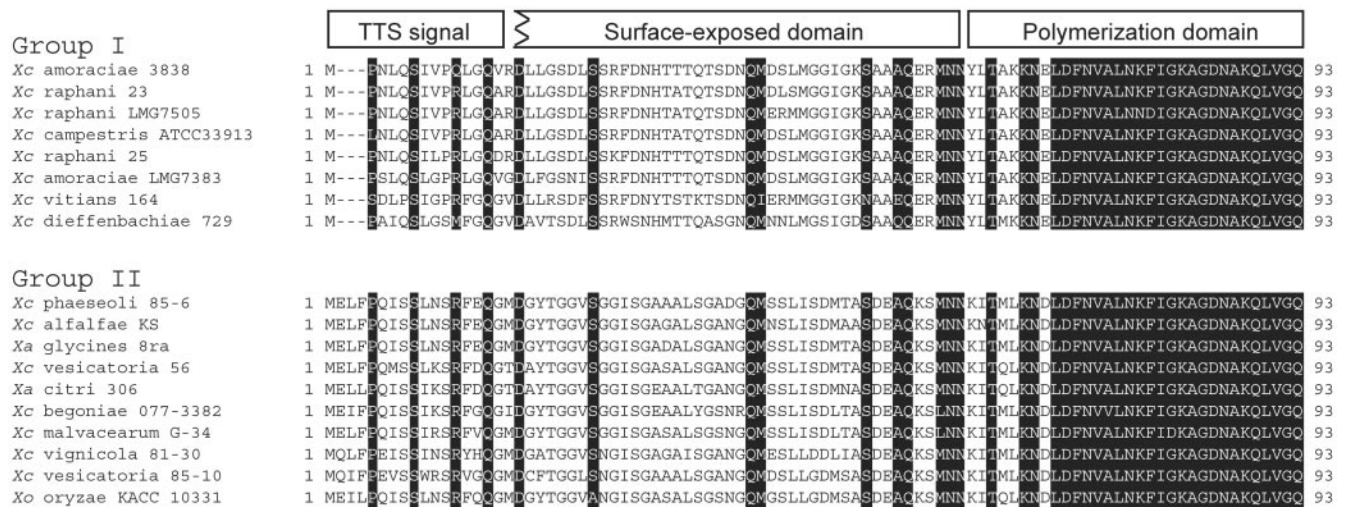 TTS signal Surface-exposed domain Polymerization domain
Group I
Xc amoraciae 3838 1 M---PNLQSIVPQLGQVRDLLGSDLSSRFDNHTTTQTSDNQMDSLMGGIGKSAAAQERMNNYLTAKKNELDFNVALNKFIGKAGDNAKQLVGQ 93
Xc raphani 23 1 M---PNLQSIVPRLGQARDLLGSDLSSRFDNHTATQTSDNQMDLSMGGIGKSAAAQERMNNYLTAKKNELDFNVALNKFIGKAGDNAKQLVGQ 93
Xc raphani LMG7505 1 M---PNLQSIVPRLGQARDLLGSDLSSRFDNHTATQTSDNQMERMMGGIGKSAAAQERMNNYLTAKKNELDFNVALNNDIGKAGDNAKQLVGQ 93
Xc campestris ATCC33913 1 M---LNLQSIVPRLGQARDLLGSDLSSRFDNHTATQTSDNQMDSLMGGIGKSAAAQERMNNYLTAKKNELDFNVALNKFIGKAGDNAKQLVGQ 93
Xc raphani 25 1 M---PNLQSILPRLGQDRDLLGSDLSSKFDNHTTTQTSDNQMDSLMGGIGKSAAAQERMNNYLTAKKNELDFNVALNKFIGKAGDNAKQLVGQ 93
Xc amoraciae LMG7383 1 M---PSLQSLGPRLGQVGDLFGSNISSRFDNHTTTQTSDNQMDSLMGGIGKSAAAQERMNNYLTAKKNELDFNVALNKFIGKAGDNAKQLVGQ 93
Xc vitians 164 1 M---SDLPSIGPRFGQGVDLLRSDFSSRFDNYTSTKTSDNQIERMMGGIGKNAAEQERMNNYLTAKKNELDFNVALNKFIGKAGDNAKQLVGQ 93
Xc dieffenbachiae 729 1 M---PAIQSLGSMFGQGVDAVTSDLSSRWSNHMTTQASGNQMNNLMGSIGDSAAQQERMNNYLTMKKNELDFNVALNKFIGKAGDNAKQLVGQ 93
Group II
Xc phaeseoli 85-6 1 MELFPQISSLNSRFEQGMDGYTGGVSGGISGAAALSGADGQMSSLISDMTASDEAQKSMNNKITMLKNDLDFNVALNKFIGKAGDNAKQLVGQ 93
Xc alfalfae KS 1 MELFPQISSLNSRFEQGMDGYTGGVSGGISGAGALSGANGQMNSLISDMAASDEAQKSMNNKNTMLKNDLDFNVALNKFIGKAGDNAKQLVGQ 93
Xa glycines 8ra 1 MELFPQISSLNSRFEQGMDGYTGGVSGGISGADALSGANGQMSSLISDMTASDEAQKSMNNKITMLKNDLDFNVALNKFIGKAGDNAKQLVGQ 93
Xc vesicatoria 56 1 MELFPQMSSLKSRFDQGTDAYTGGVSGGISGGAALSGANGQMSSLISDMTASDEAQKSMNNKITQLKNDLDFNVALNKFIGKAGDNAKQLVGQ 93
Xa citri 306 1 MELLPQISSIKSRFDQGTDAYTGGVSGGISGEAALTGANGQMSSLISDMNASDEAQKSMNNKITQLKNDLDFNVALNKFIGKAGDNAKQLVGQ 93
Xc begoniae 077-3382 1 MEIFPQISSIKSRFGQGIDGYTGGVSGGISGEAALYGSNRQMSSLISDLTASDEAQKSLNNKITMLKNDLDFNVVLNKFIGKAGDNAKQLVGQ 93
Xc malvacearum G-34 1 MELFPQISSIRSRFVQGMDGYTGGVSGGISGASALSGSNGQMSSLISDLTASDEAQKSLNNKITMLKNDLDFNVALNKFIDKAGDNAKQLVGQ 93
Xc vignicola 81-30 1 MQLFPEISSINSRYHQGMDGATGGVSNGISGAGAISGANGQMESLLDDLIASDEAQKSMNNKITMLKNDLDFNVALNKFIGKAGDNAKQLVGQ 93
Xc vesicatoria 85-10 1 MQIFPEVSSWRSRVGQGMDCFTGGLSNGISGASALSGANGQMDSLLGDMSASDEAQKSMNNKITMLKNDLDFNVALNKFIGKAGDNAKQLVGQ 93
Xo oryzae KACC 10331 1 MEILPQISSLNSRFQQGMDGYTGGVANGISGASALSGSNGQMGSLLGDMSASDEAQKSMNNKITQLKNDLDFNVALNKFIGKAGDNAKQLVGQ 93